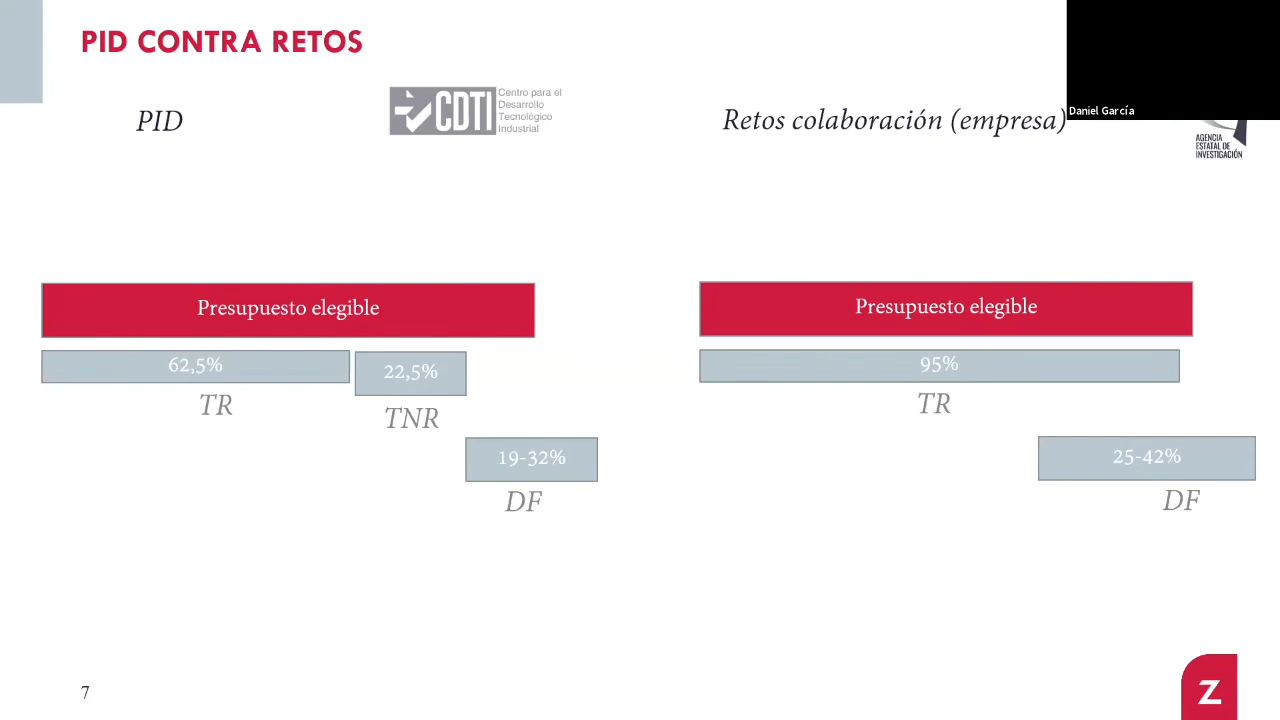 PID CONTRA RETOS
PID
CDTI
Centro para el
Desarrollo
Tecnológico
Industrial
Retos colaboración (empresa)
Daniel García
AGENCIA
ESTATAL DE
INVESTIGACIÓN
Presupuesto elegible
62,5%
22,5%
TR
TNR
19-32%
DF
Presupuesto elegible
95%
TR
25-42%
DF
7
Z